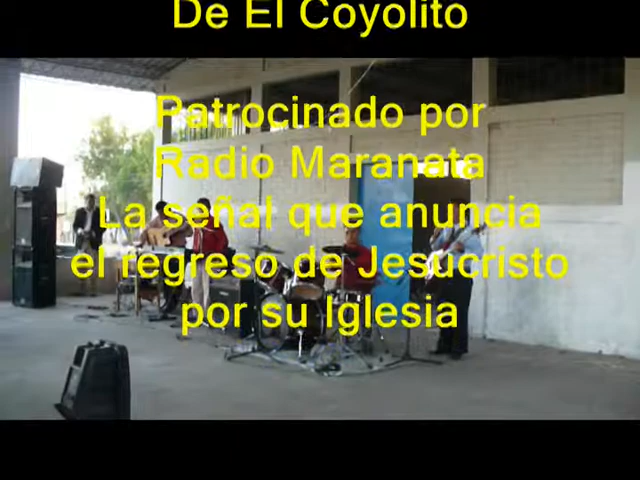 De El Coyolito
Patrocinado por
Radio Maranata
La señal que anuncia
el regreso de Jesucristo
por su Iglesia